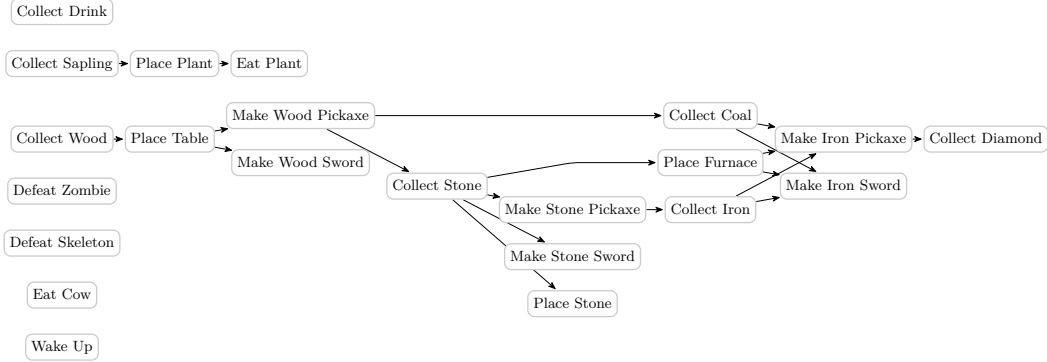 Collect Drink
Collect Sapling
Place Plant
Eat Plant
Make Wood Pickaxe
Collect Coal
Collect Wood
Place Table
Make Iron Pickaxe
Collect Diamond
Make Wood Sword
Place Furnace
Defeat Zombie
Collect Stone
Make Iron Sword
Make Stone Pickaxe
Collect Iron
Defeat Skeleton
Make Stone Sword
Eat Cow
Place Stone
Wake Up